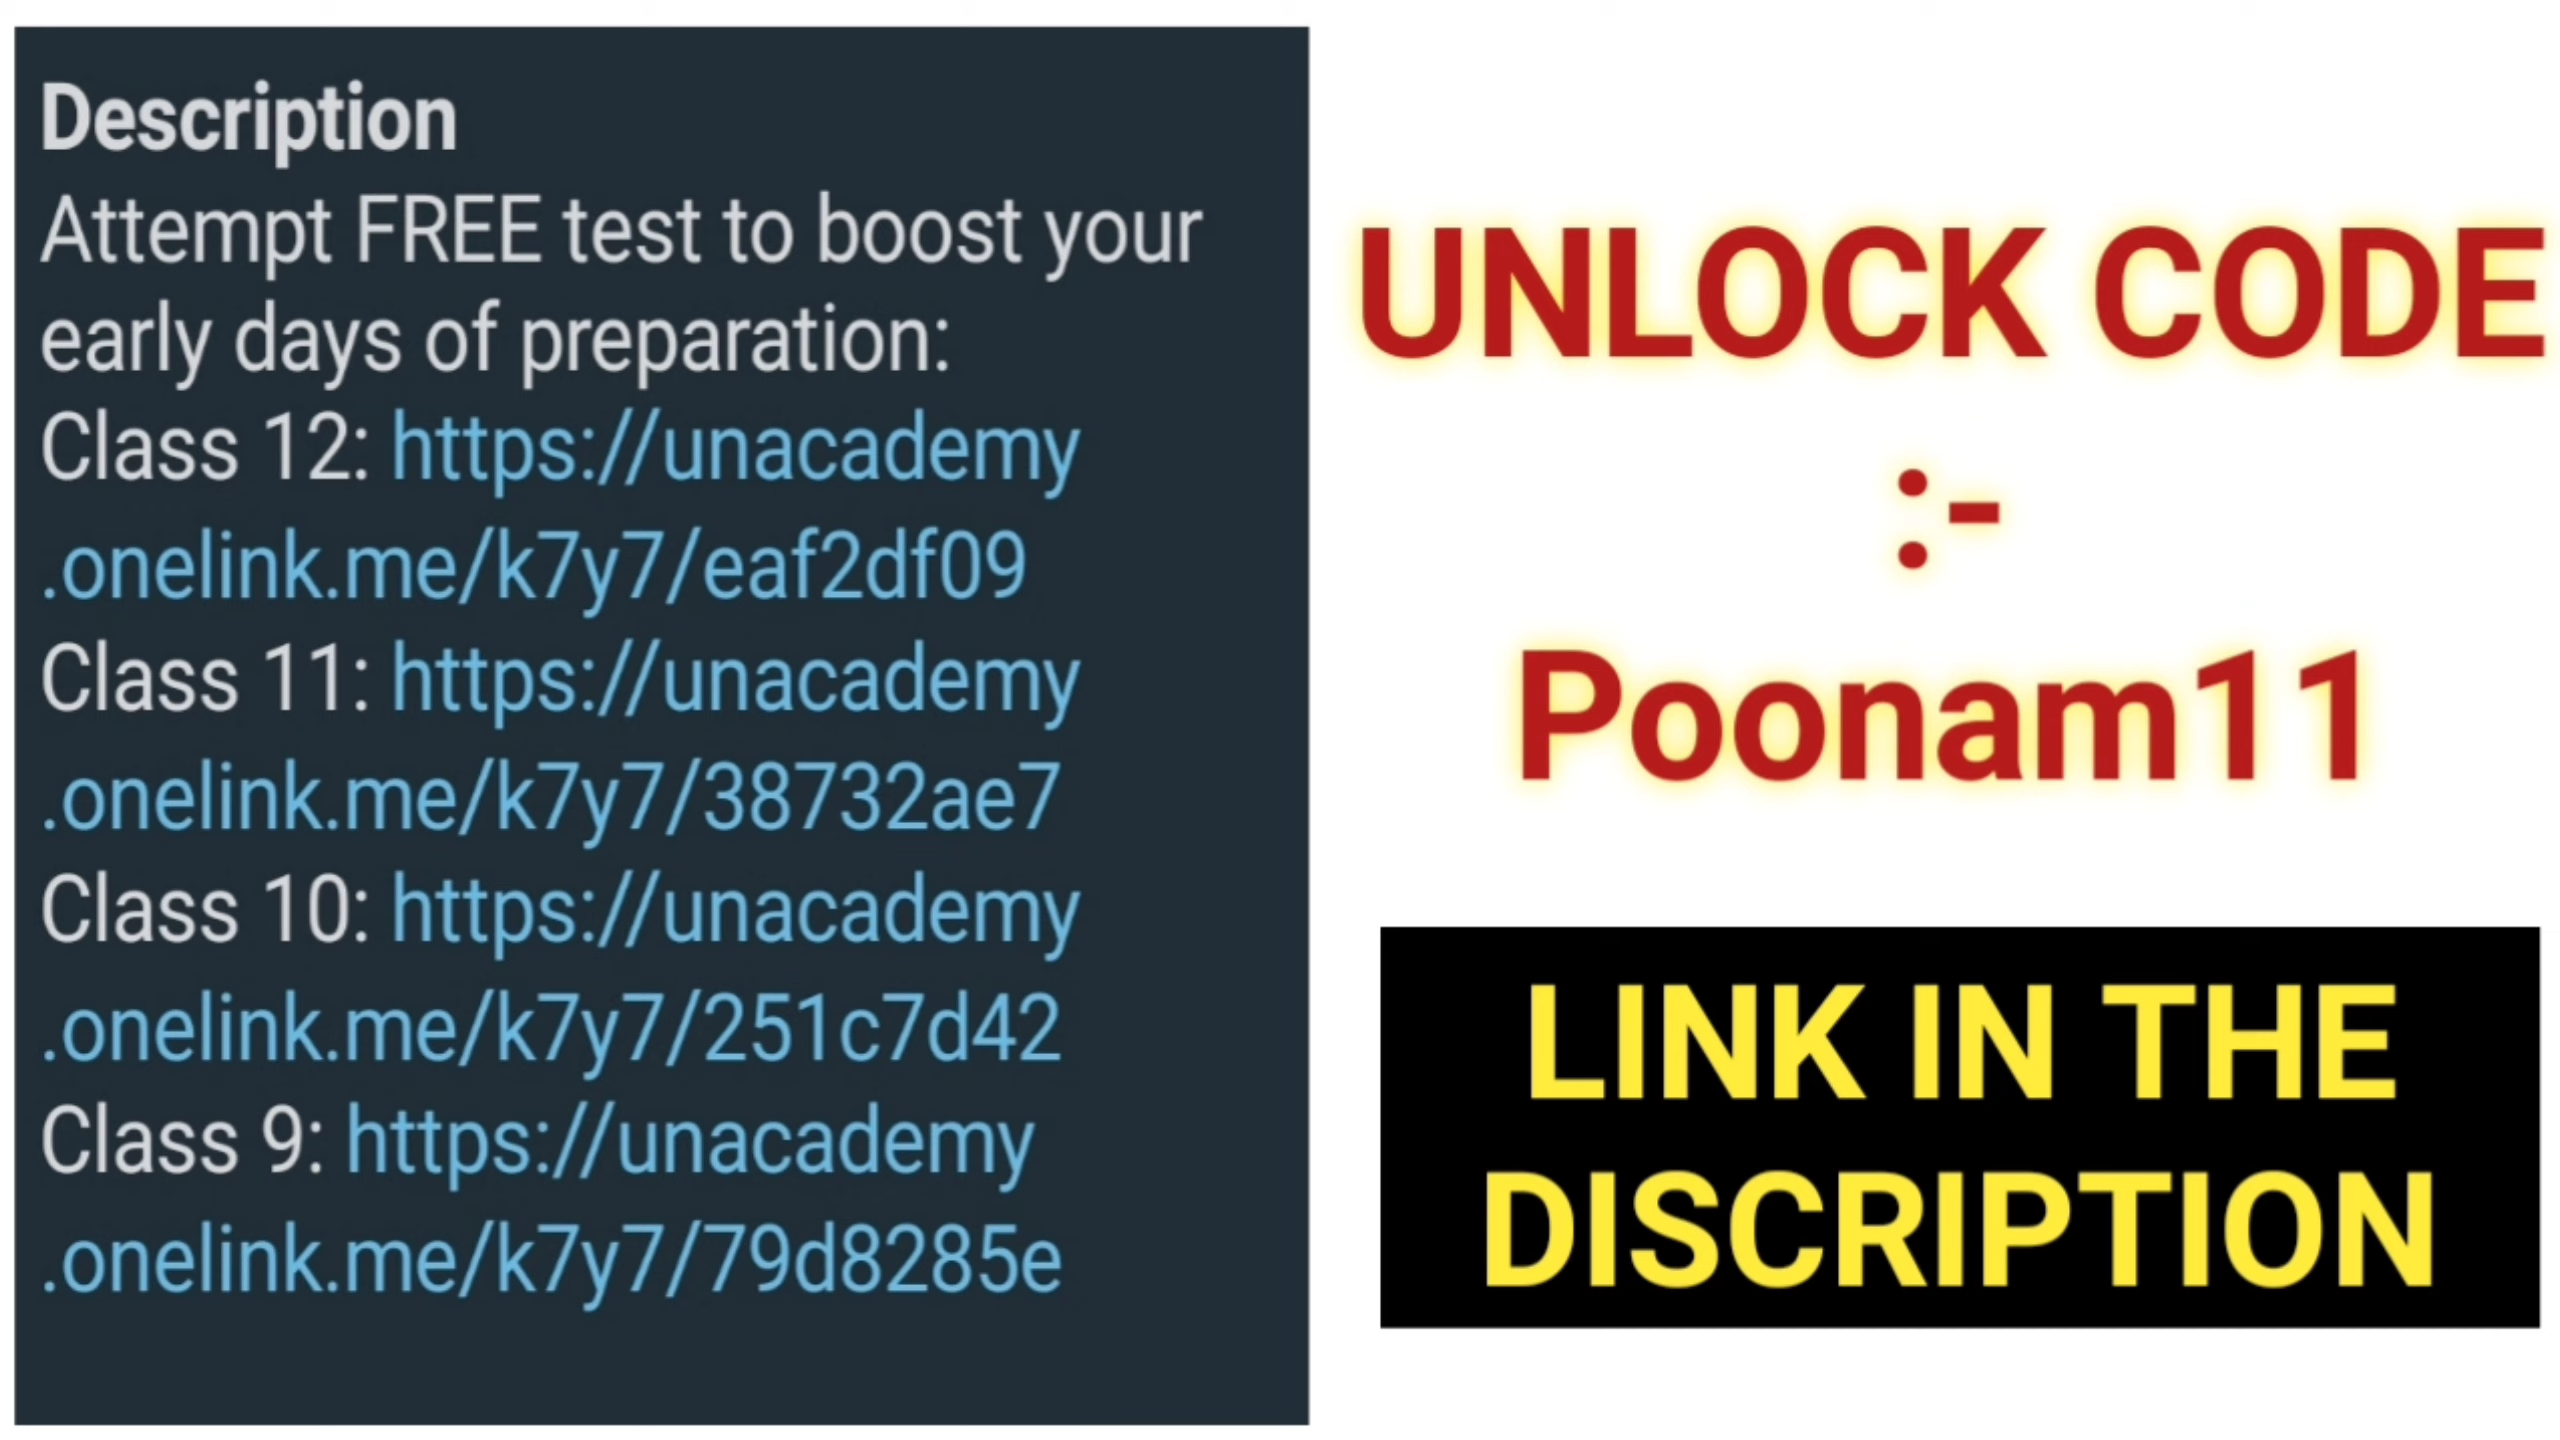 Description
Attempt FREE test to boost your
early days of preparation:
Class 12: https://unacademy
.onelink.me/k7y7/eaf2df09
Class 11: https://unacademy
.onelink.me/k7y7/38732ae7
Class 10: https://unacademy
.onelink.me/k7y7/251c7d42
Class 9: https://unacademy
.onelink.me/k7y7/79d8285e
UNLOCK CODE
:-
Poonam11
LINK IN THE
DISCRIPTION